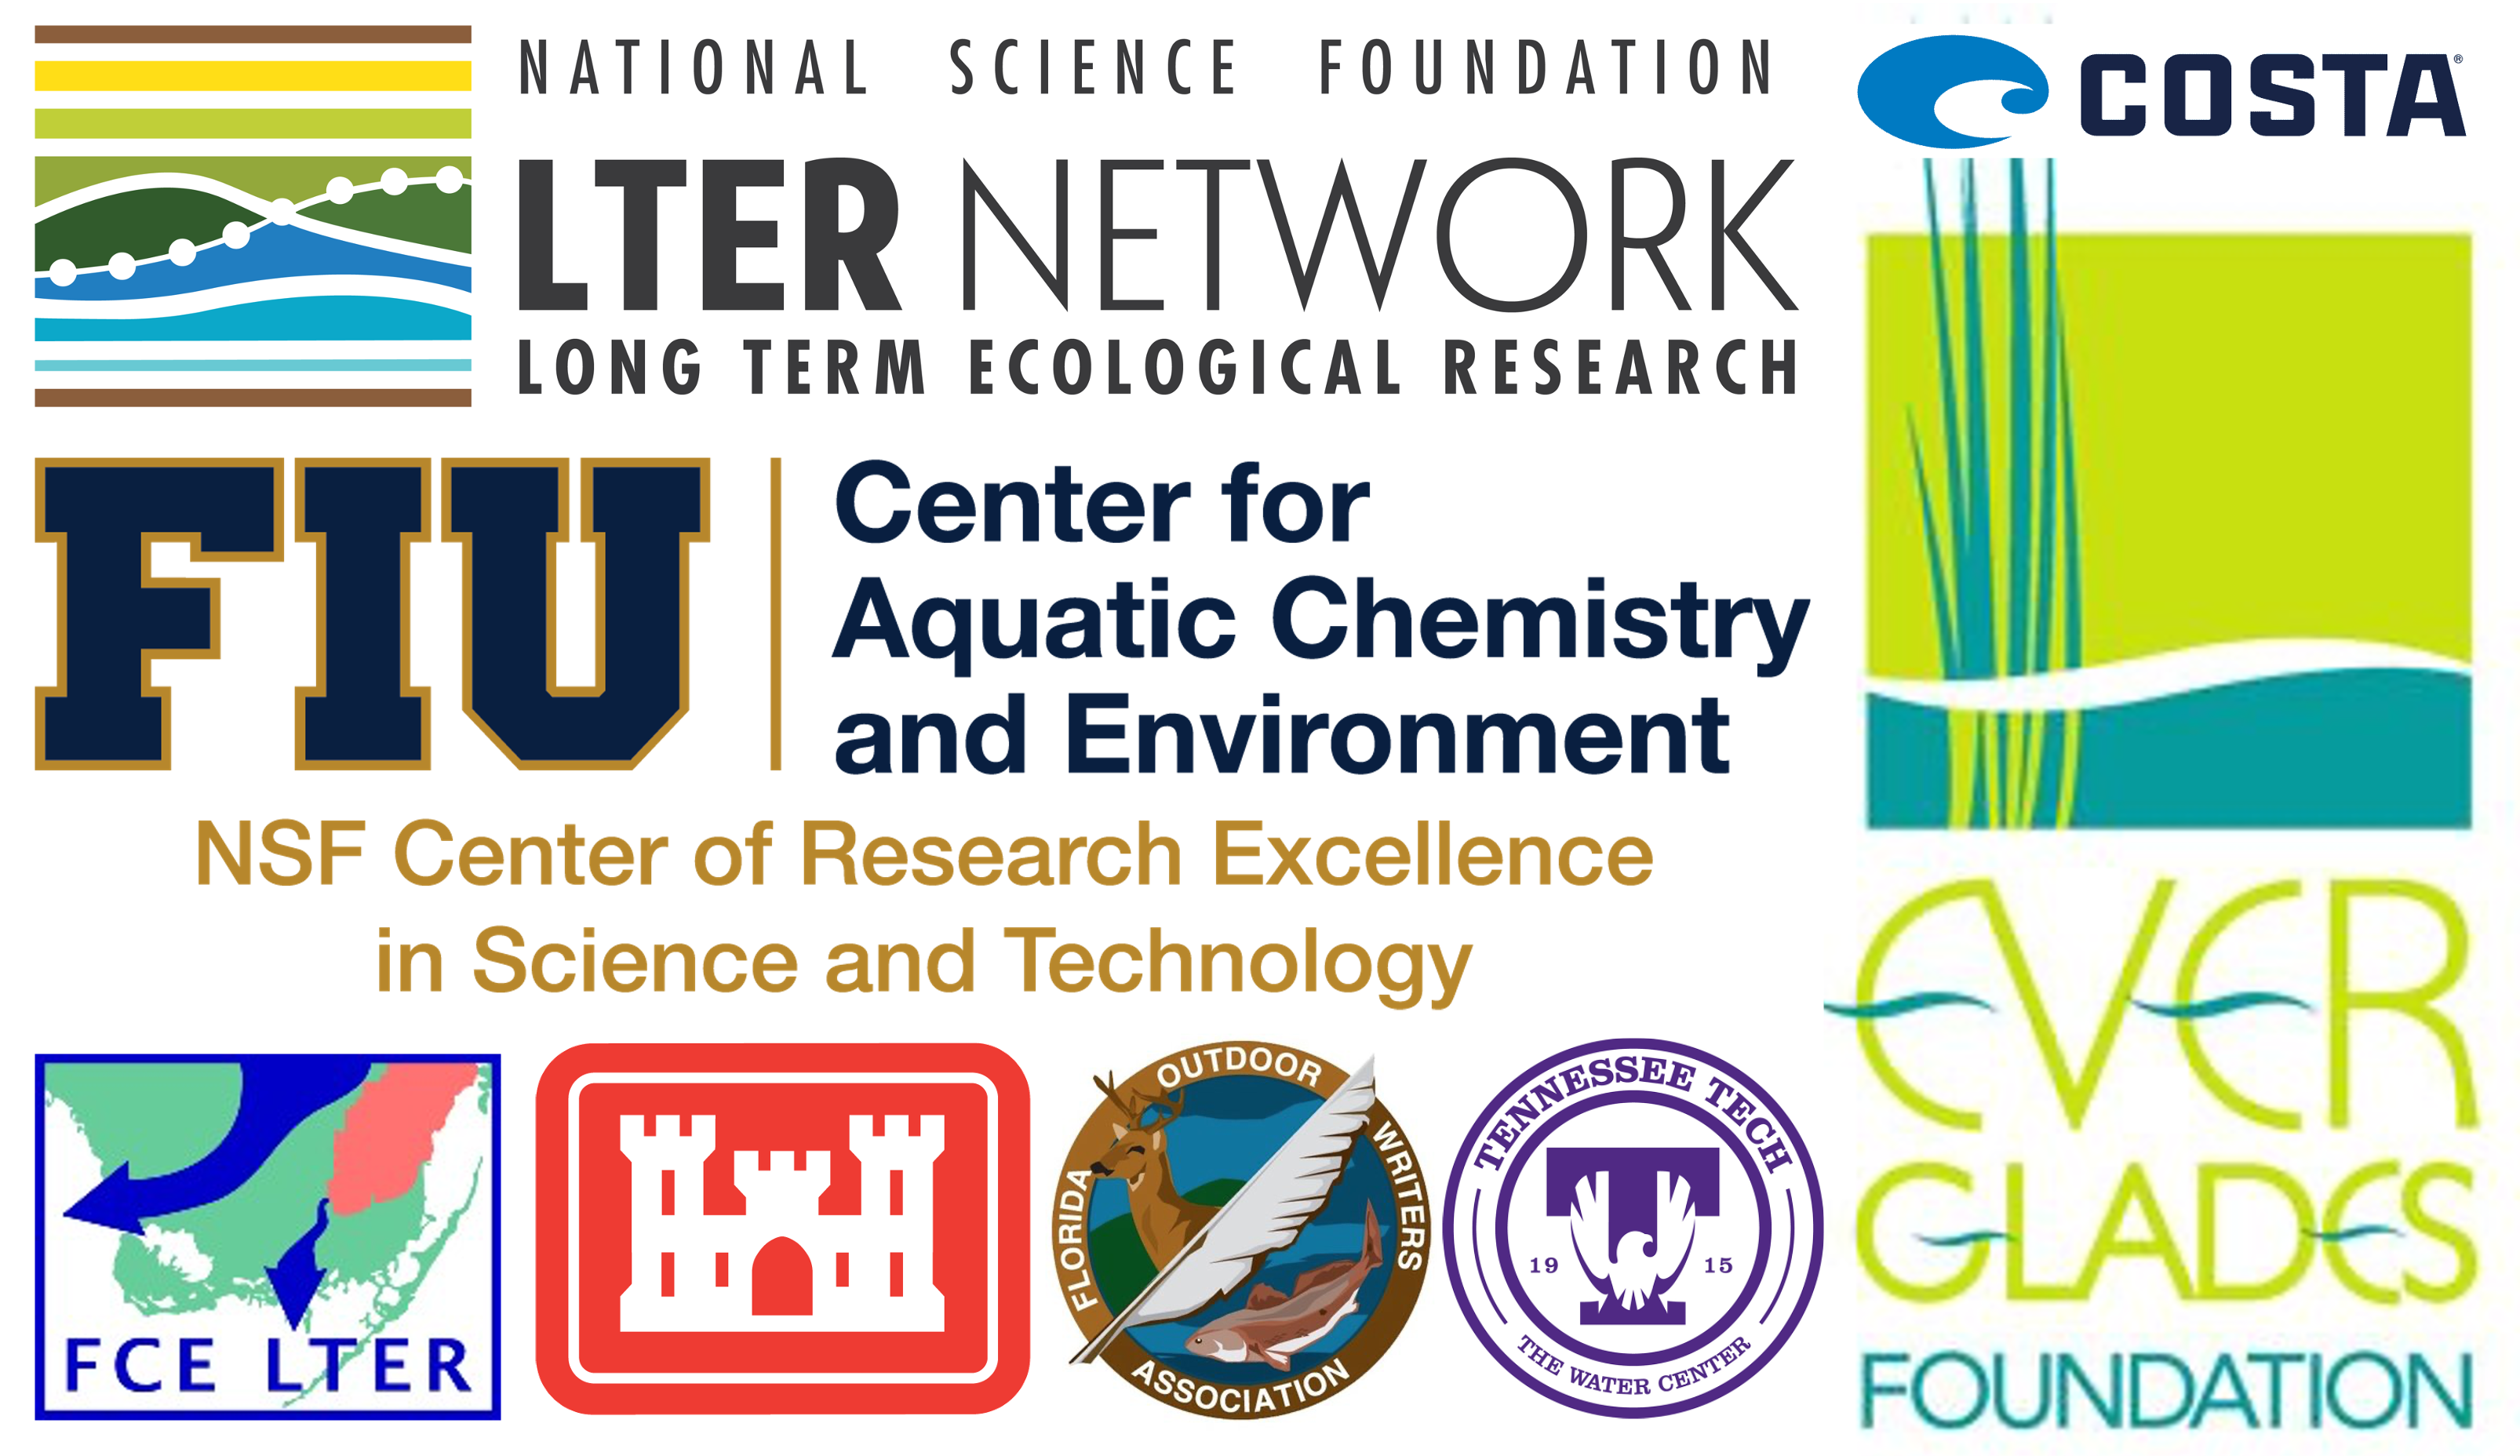 NATIONAL SCIENCE FOUNDATION
LTER NETWORK
LONG TERM ECOLOGICAL RESEARCH
COSTA®
FIU
Center for
Aquatic Chemistry
and Environment
NSF Center of Research Excellence
in Science and Technology
EVER
GLADES
FOUNDATION
FCE LTER
FLORIDA OUTDOOR WRITERS
ASSOCIATION
TENNESSEE TECH
T
19 15
THE WATER CENTER